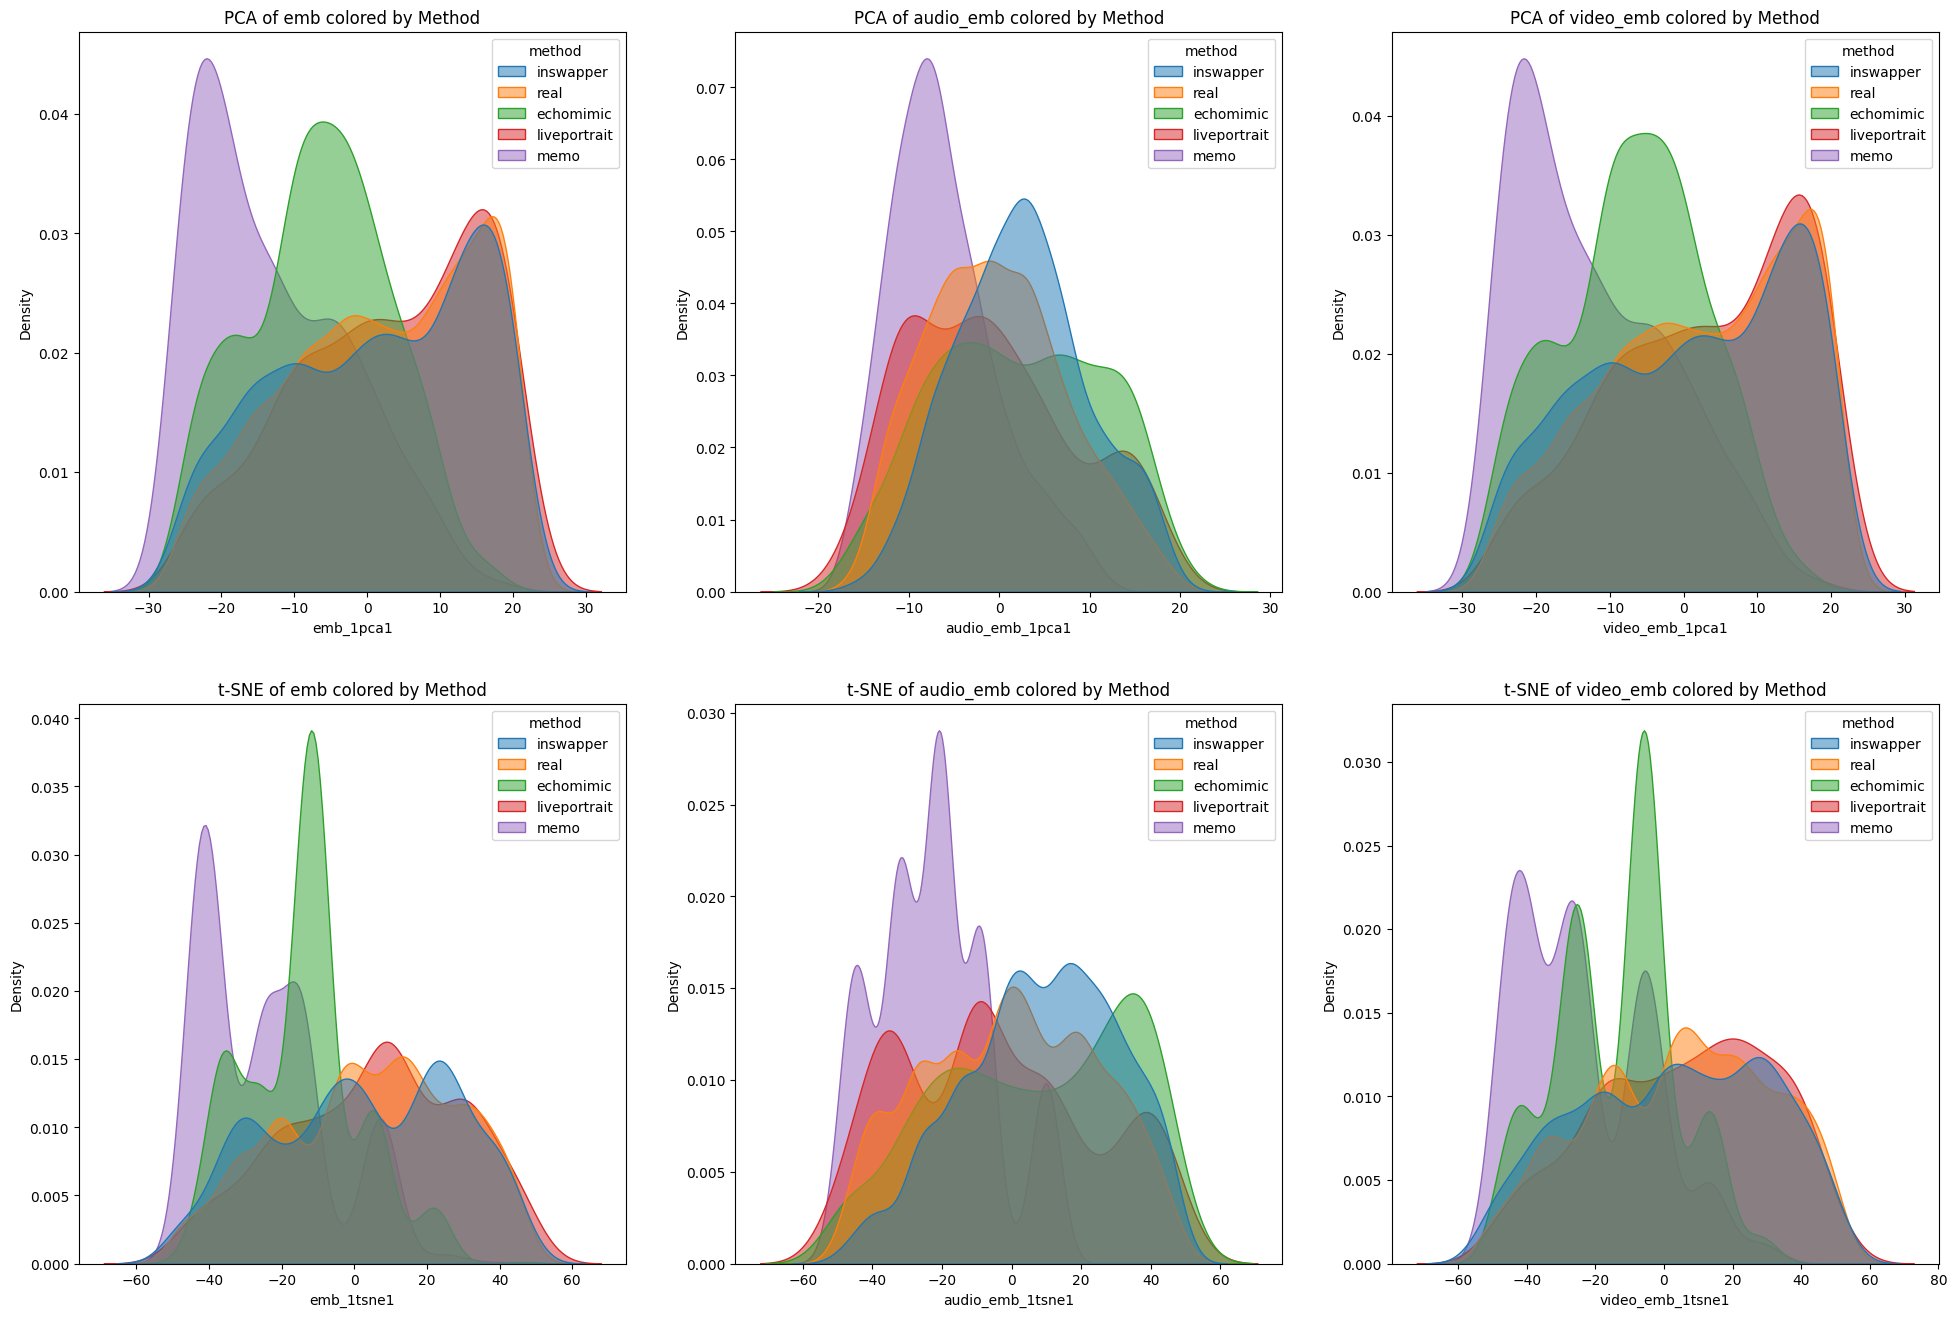 PCA of emb colored by Method
method
inswapper
real
echomimic
liveportrait
memo
Density
0.00
0.01
0.02
0.03
0.04
−30
−20
−10
0
10
20
30
emb_1pca1
PCA of audio_emb colored by Method
method
inswapper
real
echomimic
liveportrait
memo
Density
0.00
0.01
0.02
0.03
0.04
0.05
0.06
0.07
−20
−10
0
10
20
30
audio_emb_1pca1
PCA of video_emb colored by Method
method
inswapper
real
echomimic
liveportrait
memo
Density
0.00
0.01
0.02
0.03
0.04
−30
−20
−10
0
10
20
30
video_emb_1pca1
t-SNE of emb colored by Method
method
inswapper
real
echomimic
liveportrait
memo
Density
0.000
0.005
0.010
0.015
0.020
0.025
0.030
0.035
0.040
−60
−40
−20
0
20
40
60
emb_1tsne1
t-SNE of audio_emb colored by Method
method
inswapper
real
echomimic
liveportrait
memo
Density
0.000
0.005
0.010
0.015
0.020
0.025
0.030
−60
−40
−20
0
20
40
60
audio_emb_1tsne1
t-SNE of video_emb colored by Method
method
inswapper
real
echomimic
liveportrait
memo
Density
0.000
0.005
0.010
0.015
0.020
0.025
0.030
−60
−40
−20
0
20
40
60
80
video_emb_1tsne1